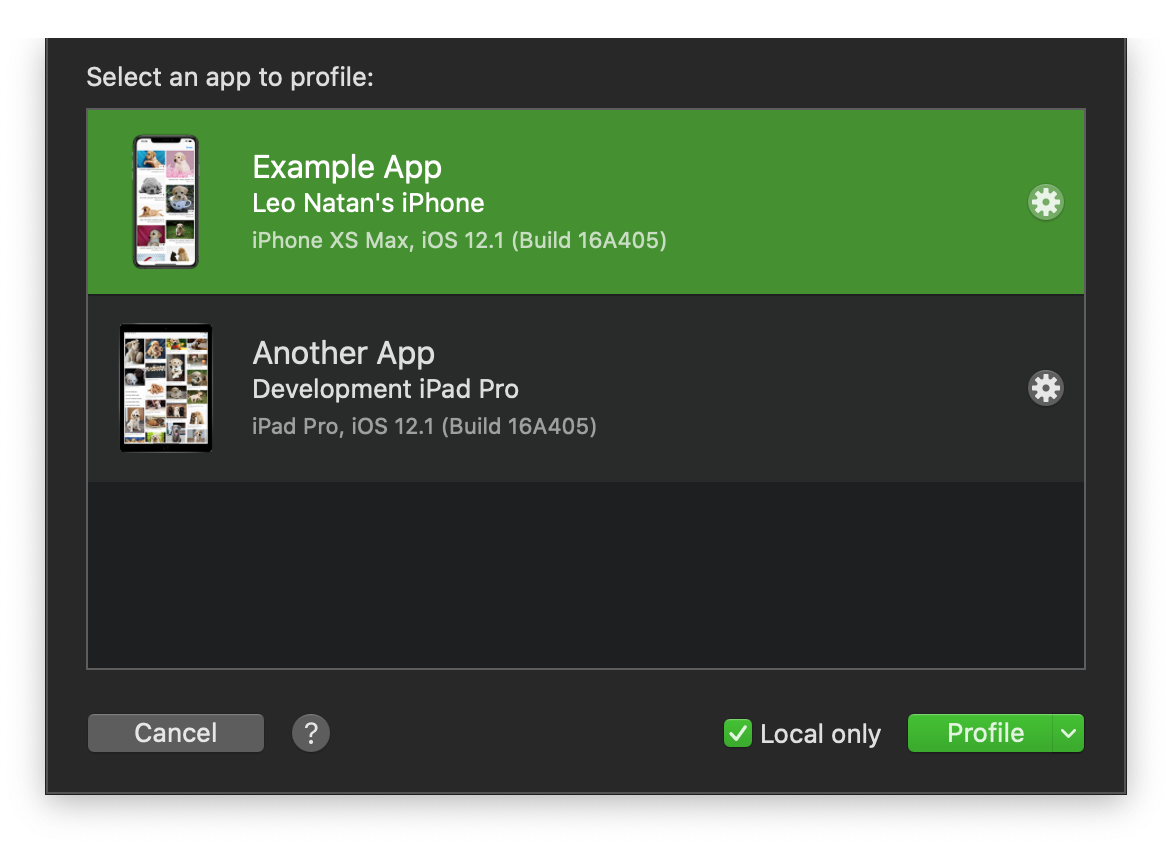 Select an app to profile:
Example App
Leo Natan's iPhone
iPhone XS Max, iOS 12.1 (Build 16A405)
Another App
Development iPad Pro
iPad Pro, iOS 12.1 (Build 16A405)
Cancel
?
Local only
Profile